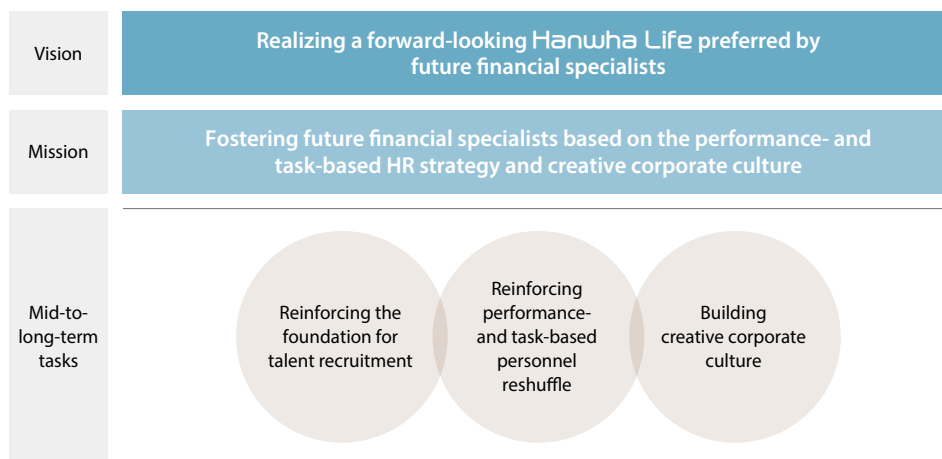 Vision
Realizing a forward-looking Hanwha Life preferred by
future financial specialists
Mission
Fostering future financial specialists based on the performance- and
task-based HR strategy and creative corporate culture
Mid-to-
long-term
tasks
Reinforcing the
foundation for
talent recruitment
Reinforcing
performance-
and task-based
personnel
reshuffle
Building
creative corporate
culture